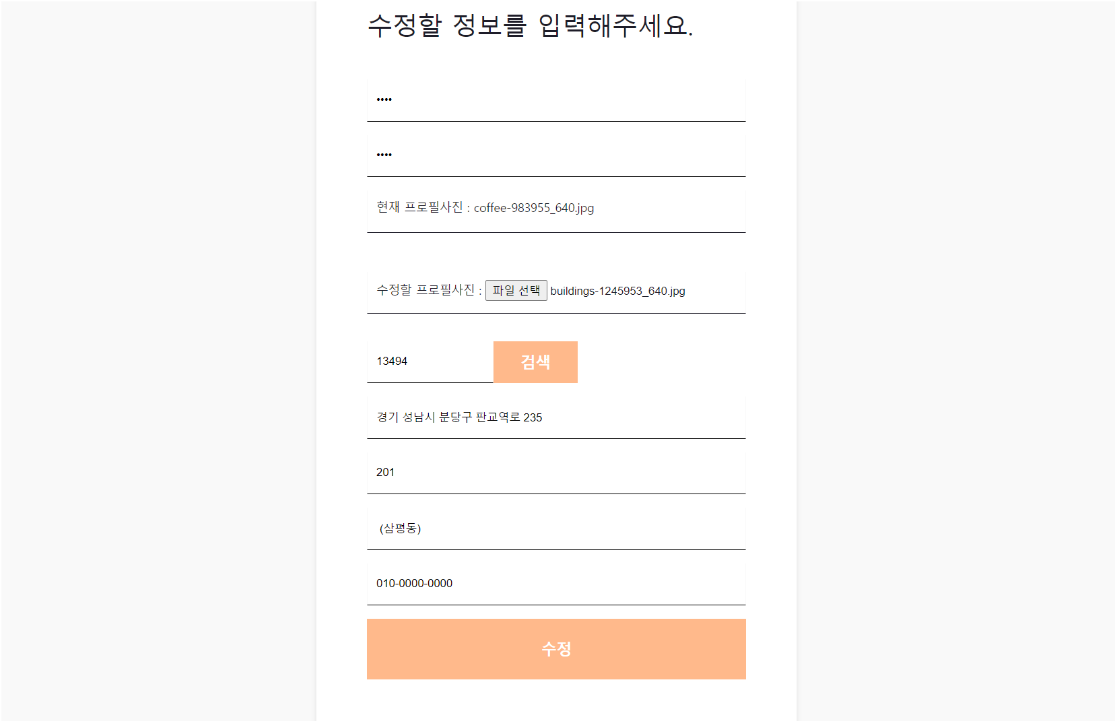 수정할 정보를 입력해주세요.
••••
••••
현재 프로필사진 : coffee-983955_640.jpg
수정할 프로필사진 : 파일 선택 buildings-1245953_640.jpg
13494 검색
경기 성남시 분당구 판교역로 235
201
(삼평동)
010-0000-0000
수정